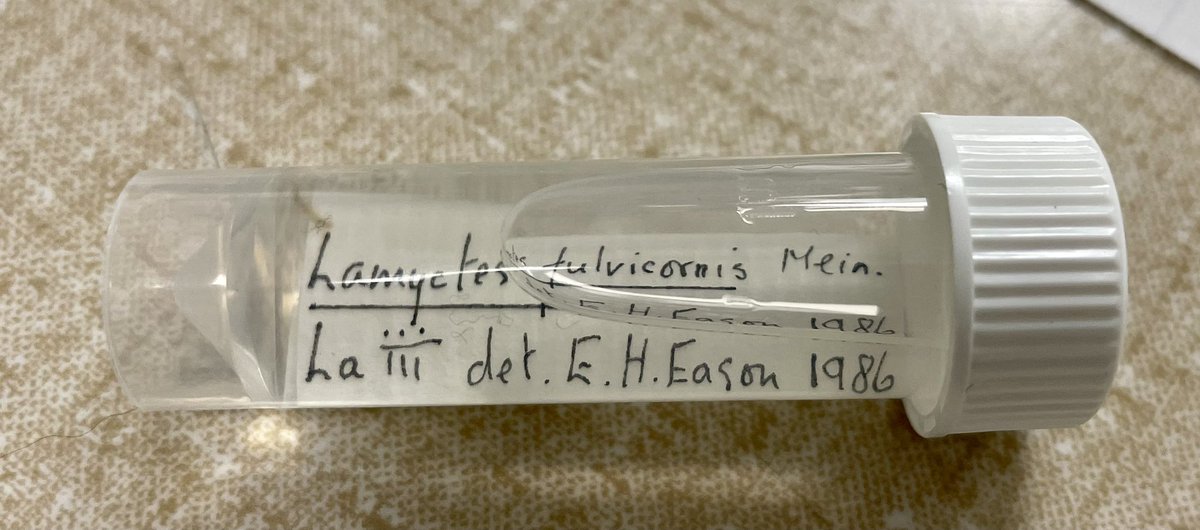 Lamyctes fulvicornis Mein.
La iii det. E.H.Eason 1986